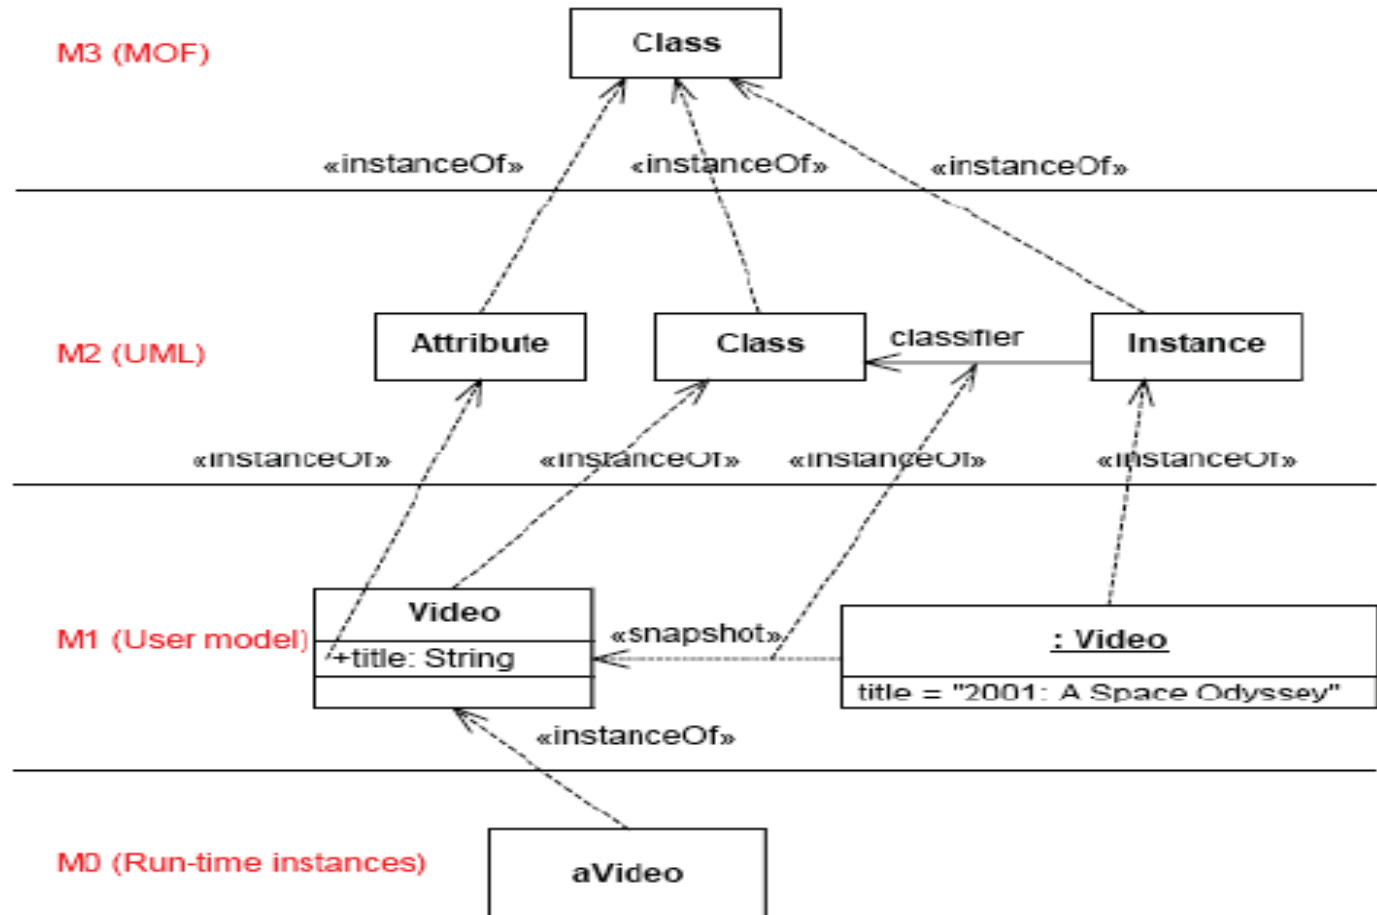 M3 (MOF)
Class
«instanceOf»
«instanceOf»
«instanceOf»
M2 (UML)
Attribute
Class
classifier
Instance
«instanceOf»
«instanceOf»
«instanceOf»
«instanceOf»
M1 (User model)
Video
+title: String
«snapshot»
: Video
title = "2001: A Space Odyssey"
«instanceOf»
M0 (Run-time instances)
aVideo